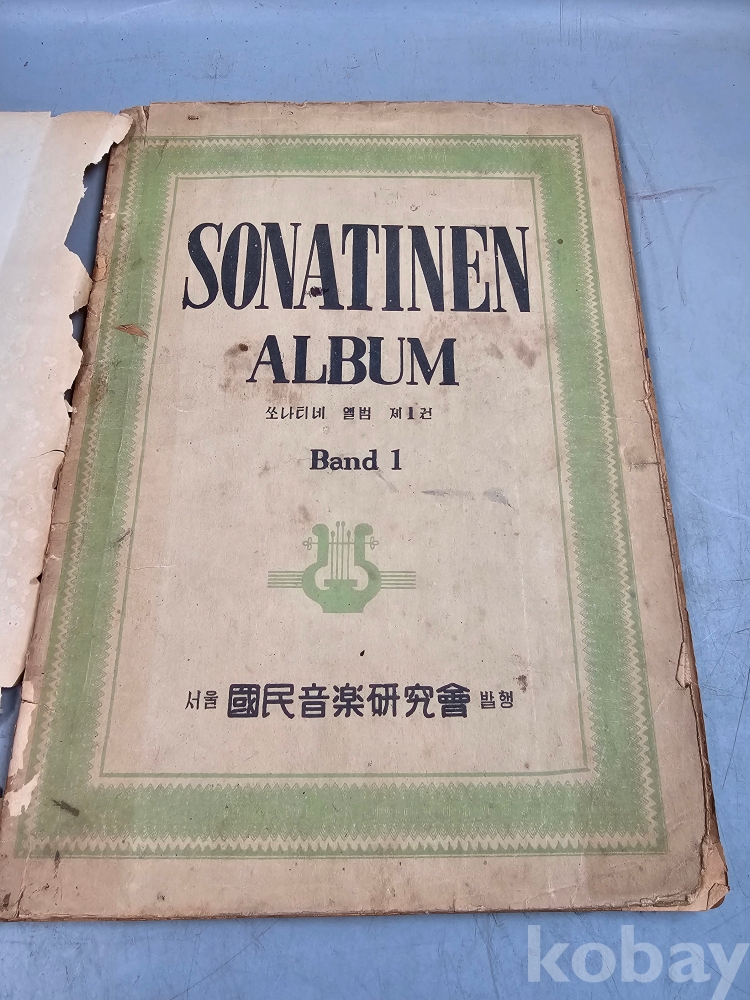 SONATINEN
ALBUM
쏘나티네 앨범 제1권
Band 1
서울 國民音楽研究會 발행
kobay